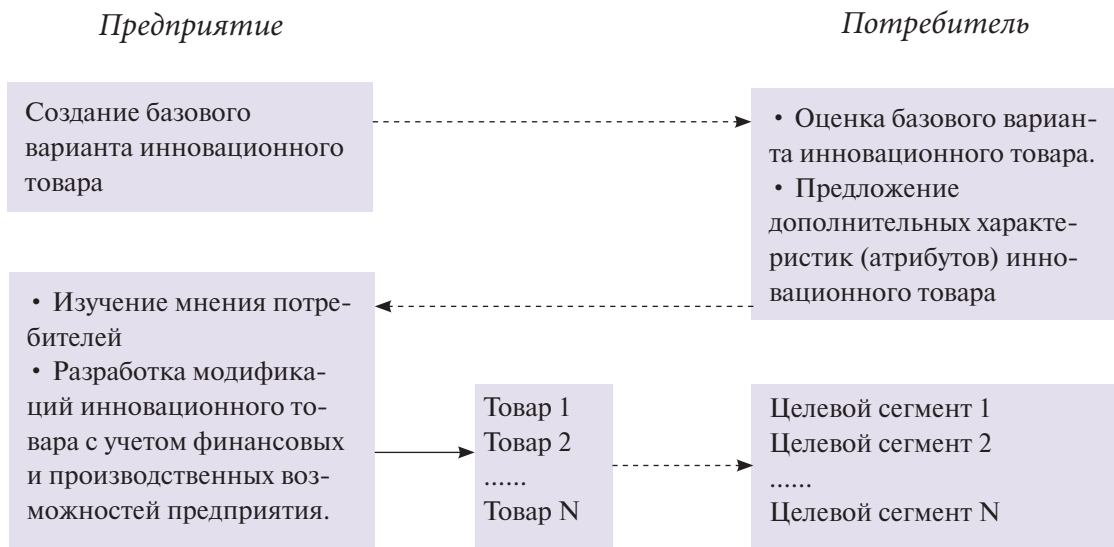 Предприятие
Потребитель
Создание базового
варианта инновационного
товара
• Оценка базового вариан-
та инновационного товара.
• Предложение
дополнительных характе-
ристик (атрибутов) инно-
вационного товара
• Изучение мнения потре-
бителей
• Разработка модифика-
ций инновационного то-
вара с учетом финансовых
и производственных воз-
можностей предприятия.
Товар 1
Товар 2
......
Товар N
Целевой сегмент 1
Целевой сегмент 2
......
Целевой сегмент N